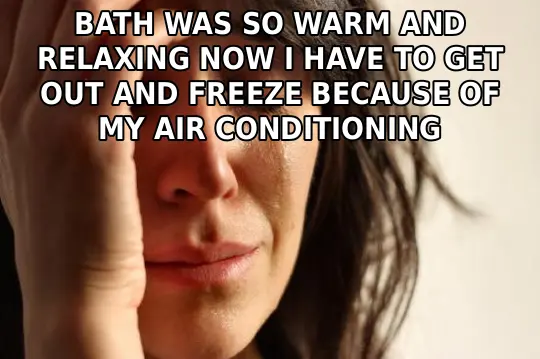 BATH WAS SO WARM AND
RELAXING NOW I HAVE TO GET
OUT AND FREEZE BECAUSE OF
MY AIR CONDITIONING